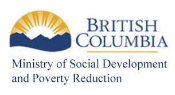 BRITISH
COLUMBIA
Ministry of Social Development
and Poverty Reduction